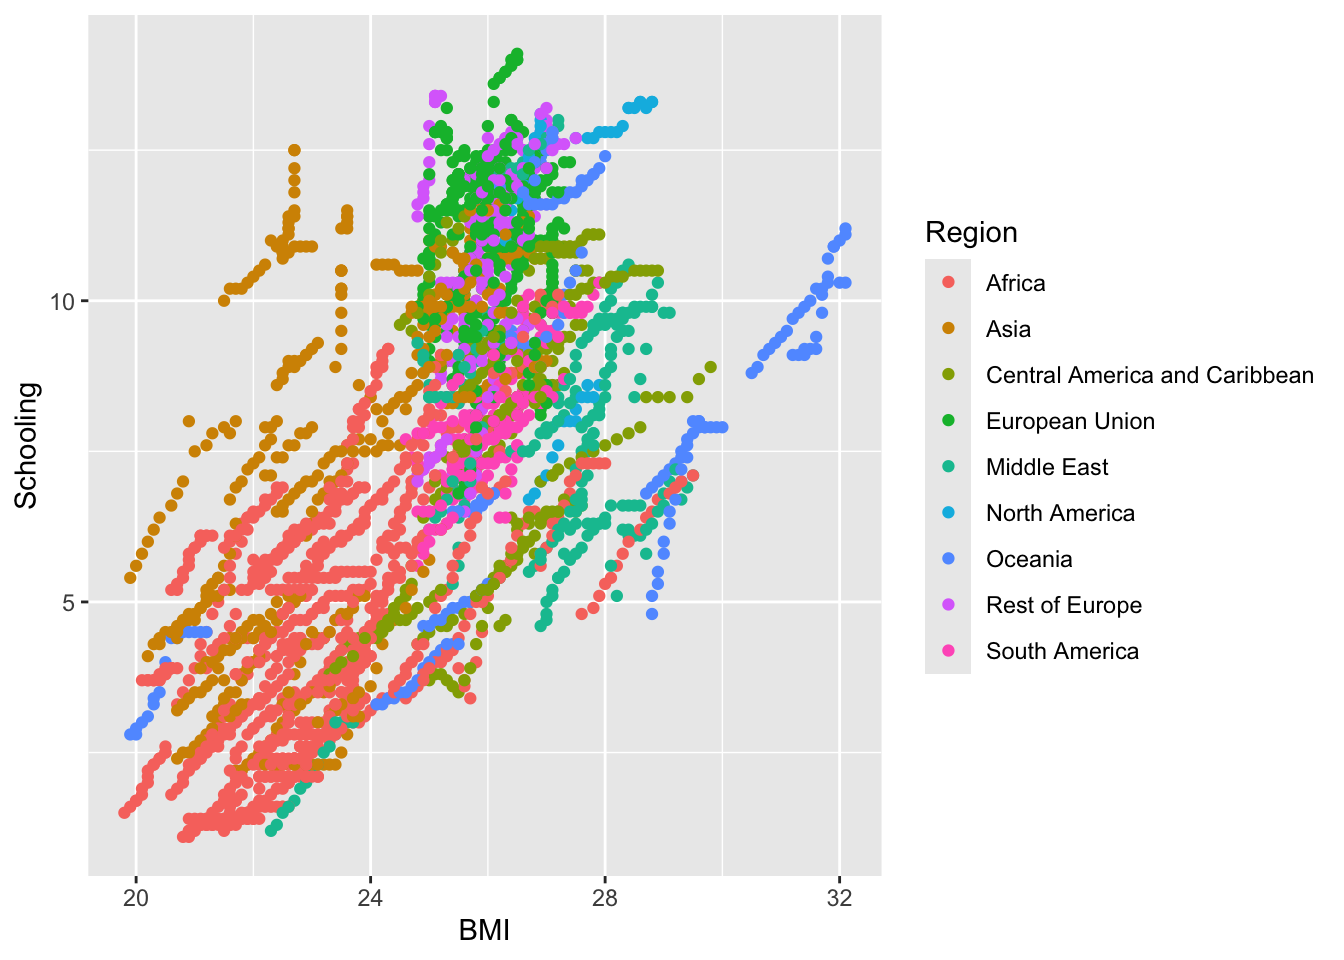 Schooling
10
5
20
24
28
32
BMI
Region
Africa
Asia
Central America and Caribbean
European Union
Middle East
North America
Oceania
Rest of Europe
South America